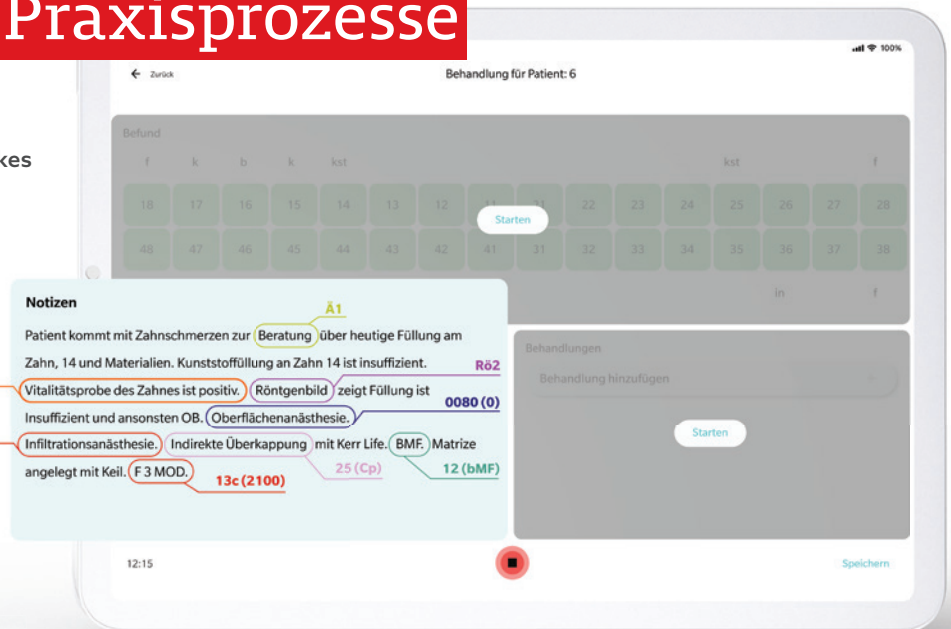 Praxisprozesse
100%
Zurück
Behandlung für Patient: 6
Befund
f k b k kst kst f
18 17 16 15 14 13 12 11 21 22 23 24 25 26 27 28
Starten
48 47 46 45 44 43 42 41 31 32 33 34 35 36 37 38
in f
Notizen
Ä1
Patient kommt mit Zahnschmerzen zur Beratung über heutige Füllung am
Zahn, 14 und Materialien. Kunststoffüllung an Zahn 14 ist insuffizient.
Rö2
Vitalitätsprobe des Zahnes ist positiv. Röntgenbild zeigt Füllung ist
0080 (0)
Insuffizient und ansonsten OB. Oberflächenanästhesie.
Infiltrationsanästhesie. Indirekte Überkappung mit Kerr Life. BMF. Matrize
angelegt mit Keil. F 3 MOD.
25 (Cp)
12 (bMF)
13c (2100)
Behandlungen
Behandlung hinzufügen
Starten
12:15
Speichern